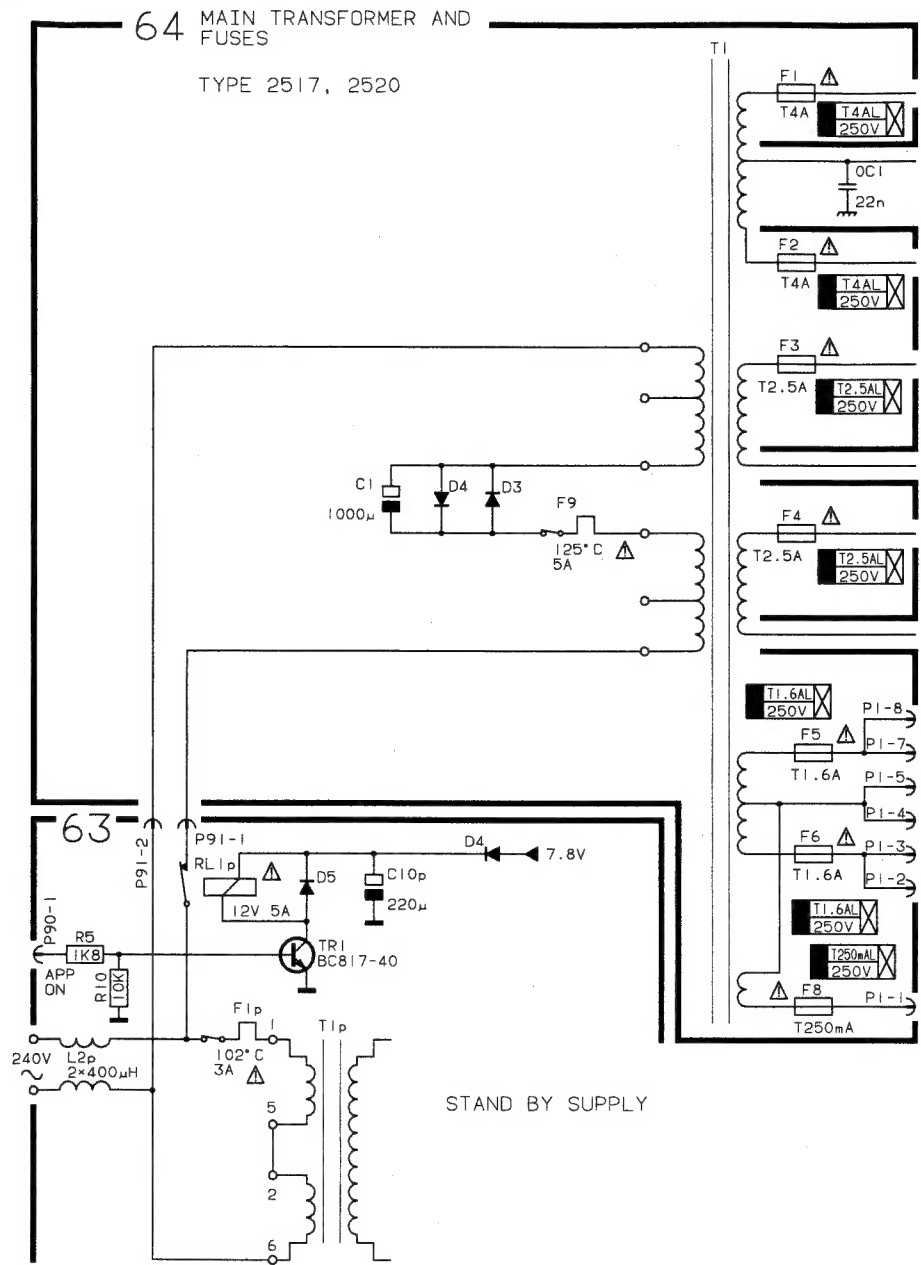 64 MAIN TRANSFORMER AND
FUSES
TYPE 2517, 2520
T1
F1
T4A
T4AL
250V
0C1
22n
F2
T4A
T4AL
250V
F3
T2.5A
T2.5AL
250V
C1
1000μ
D4
D3
F9
125°C
5A
F4
T2.5A
T2.5AL
250V
T1.6AL
250V
P1-8
F5
P1-7
T1.6A
P1-5
P1-4
F6
P1-3
T1.6A
P1-2
T1.6AL
250V
T250mAL
250V
F8
P1-1
T250mA
63
P91-2
P91-1
RL1p
12V 5A
D5
C10p
220μ
D4
7.8V
P90-1
R5
1K8
APP
ON
R10
10K
TR1
BC817-40
240V
~
L2p
2×400μH
F1p
102°C
3A
1
T1p
5
2
6
STAND BY SUPPLY